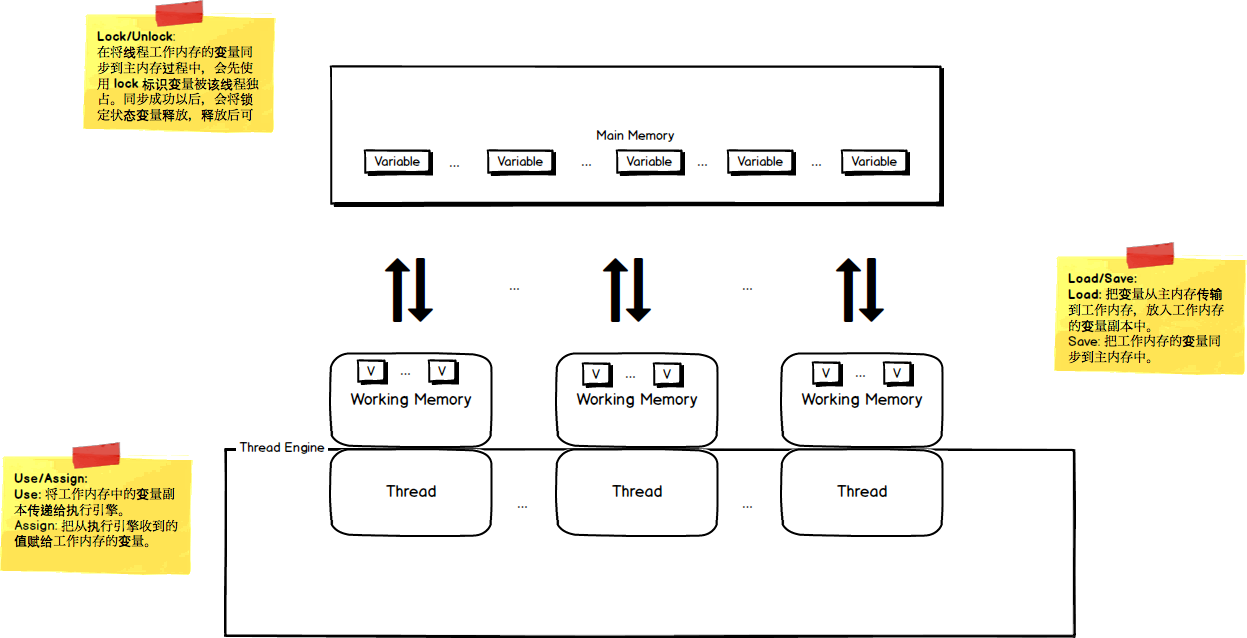 Lock/Unlock:
在将线程工作内存的变量同
步到主内存过程中，会先使
用 lock 标识变量被该线程独
占。同步成功以后，会将锁
定状态变量释放，释放后可
Main Memory
Variable ... Variable ... Variable ... Variable ... Variable
... ...
Load/Save:
Load: 把变量从主内存传输
到工作内存，放入工作内存
的变量副本中。
Save: 把工作内存的变量同
步到主内存中。
V ... V V ... V V ... V
Working Memory Working Memory Working Memory
Thread Engine
Thread ... Thread ... Thread
Use/Assign:
Use: 将工作内存中的变量副
本传递给执行引擎。
Assign: 把从执行引擎收到的
值赋给工作内存的变量。